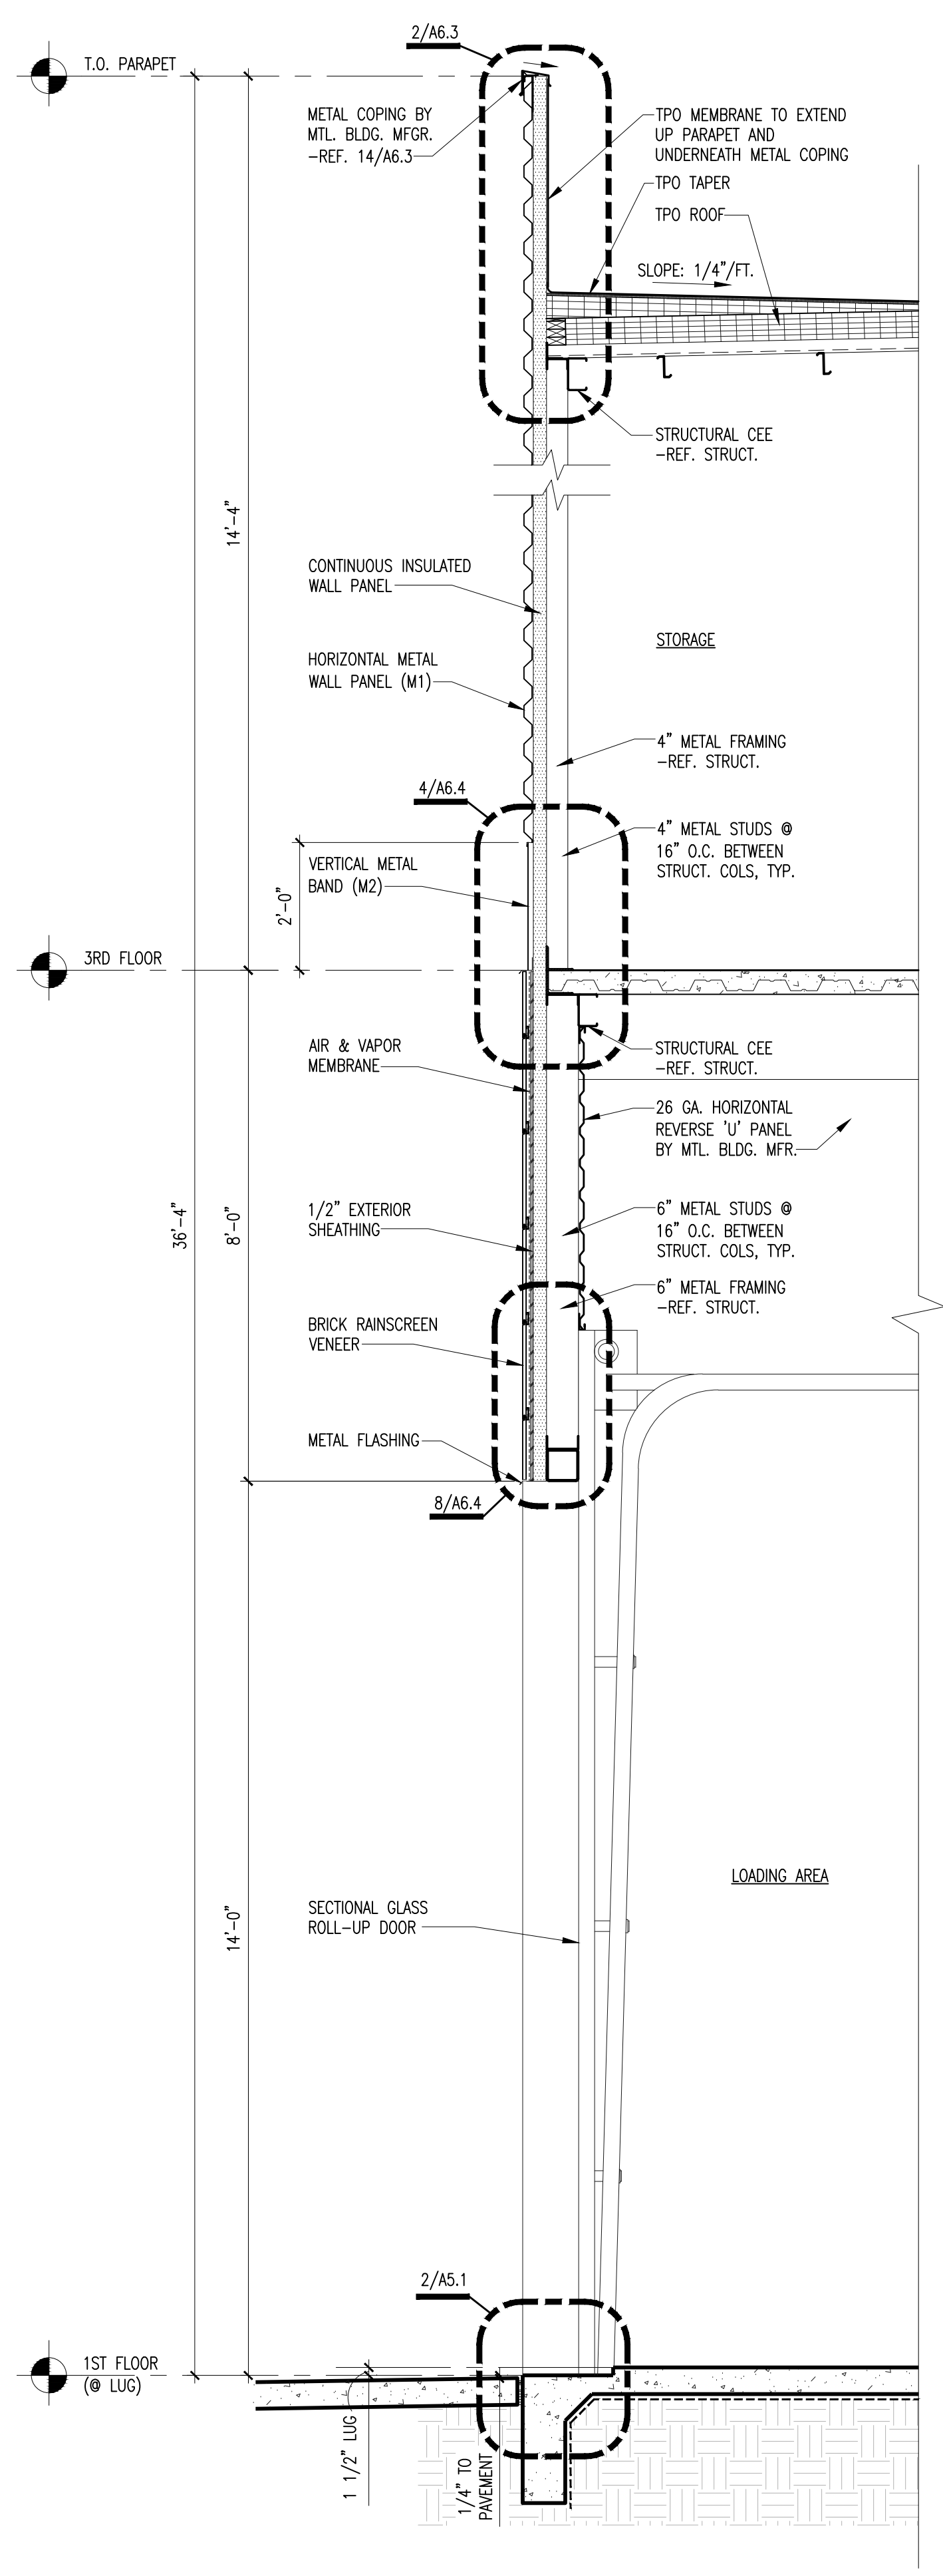 2/A6.3
T.O. PARAPET
METAL COPING BY
MTL. BLDG. MFGR.
-REF. 14/A6.3
TPO MEMBRANE TO EXTEND
UP PARAPET AND
UNDERNEATH METAL COPING
TPO TAPER
TPO ROOF
SLOPE: 1/4"/FT.
STRUCTURAL CEE
-REF. STRUCT.
14'-4"
CONTINUOUS INSULATED
WALL PANEL
STORAGE
HORIZONTAL METAL
WALL PANEL (M1)
4" METAL FRAMING
-REF. STRUCT.
4/A6.4
4" METAL STUDS @
16" O.C. BETWEEN
STRUCT. COLS, TYP.
VERTICAL METAL
BAND (M2)
2'-0"
3RD FLOOR
AIR & VAPOR
MEMBRANE
STRUCTURAL CEE
-REF. STRUCT.
26 GA. HORIZONTAL
REVERSE 'U' PANEL
BY MTL. BLDG. MFR.
36'-4"
8'-0"
1/2" EXTERIOR
SHEATHING
6" METAL STUDS @
16" O.C. BETWEEN
STRUCT. COLS, TYP.
6" METAL FRAMING
-REF. STRUCT.
BRICK RAINSCREEN
VENEER
METAL FLASHING
8/A6.4
LOADING AREA
SECTIONAL GLASS
ROLL-UP DOOR
14'-0"
2/A5.1
1ST FLOOR
(@ LUG)
1 1/2" LUG
1/4" TO
PAVEMENT